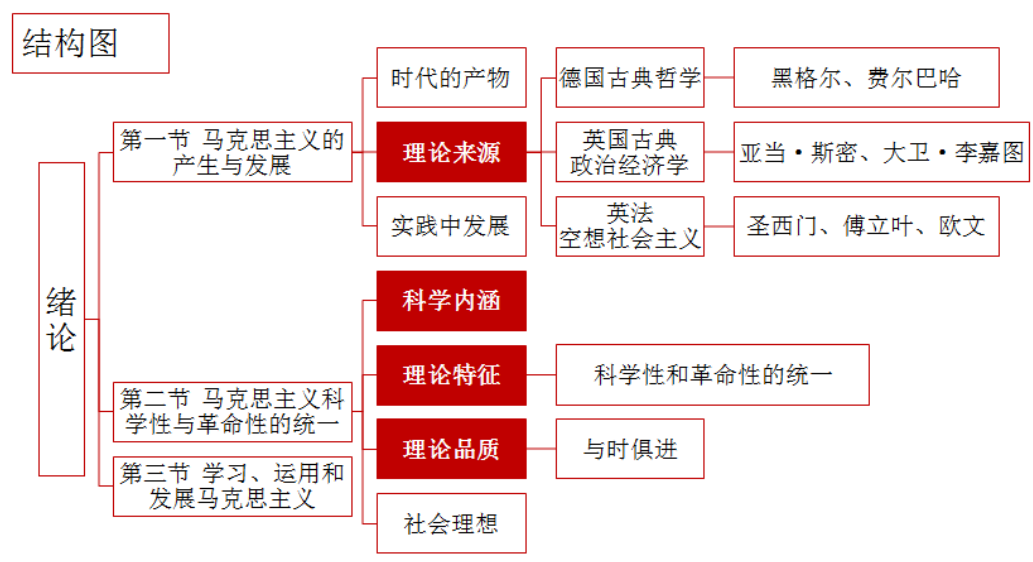 结构图
绪
论
第一节 马克思主义的
产生与发展
时代的产物
理论来源
德国古典哲学
黑格尔、费尔巴哈
英国古典
政治经济学
亚当·斯密、大卫·李嘉图
英法
空想社会主义
圣西门、傅立叶、欧文
实践中发展
第二节 马克思主义科
学性与革命性的统一
科学内涵
理论特征
科学性和革命性的统一
理论品质
与时俱进
社会理想
第三节 学习、运用和
发展马克思主义